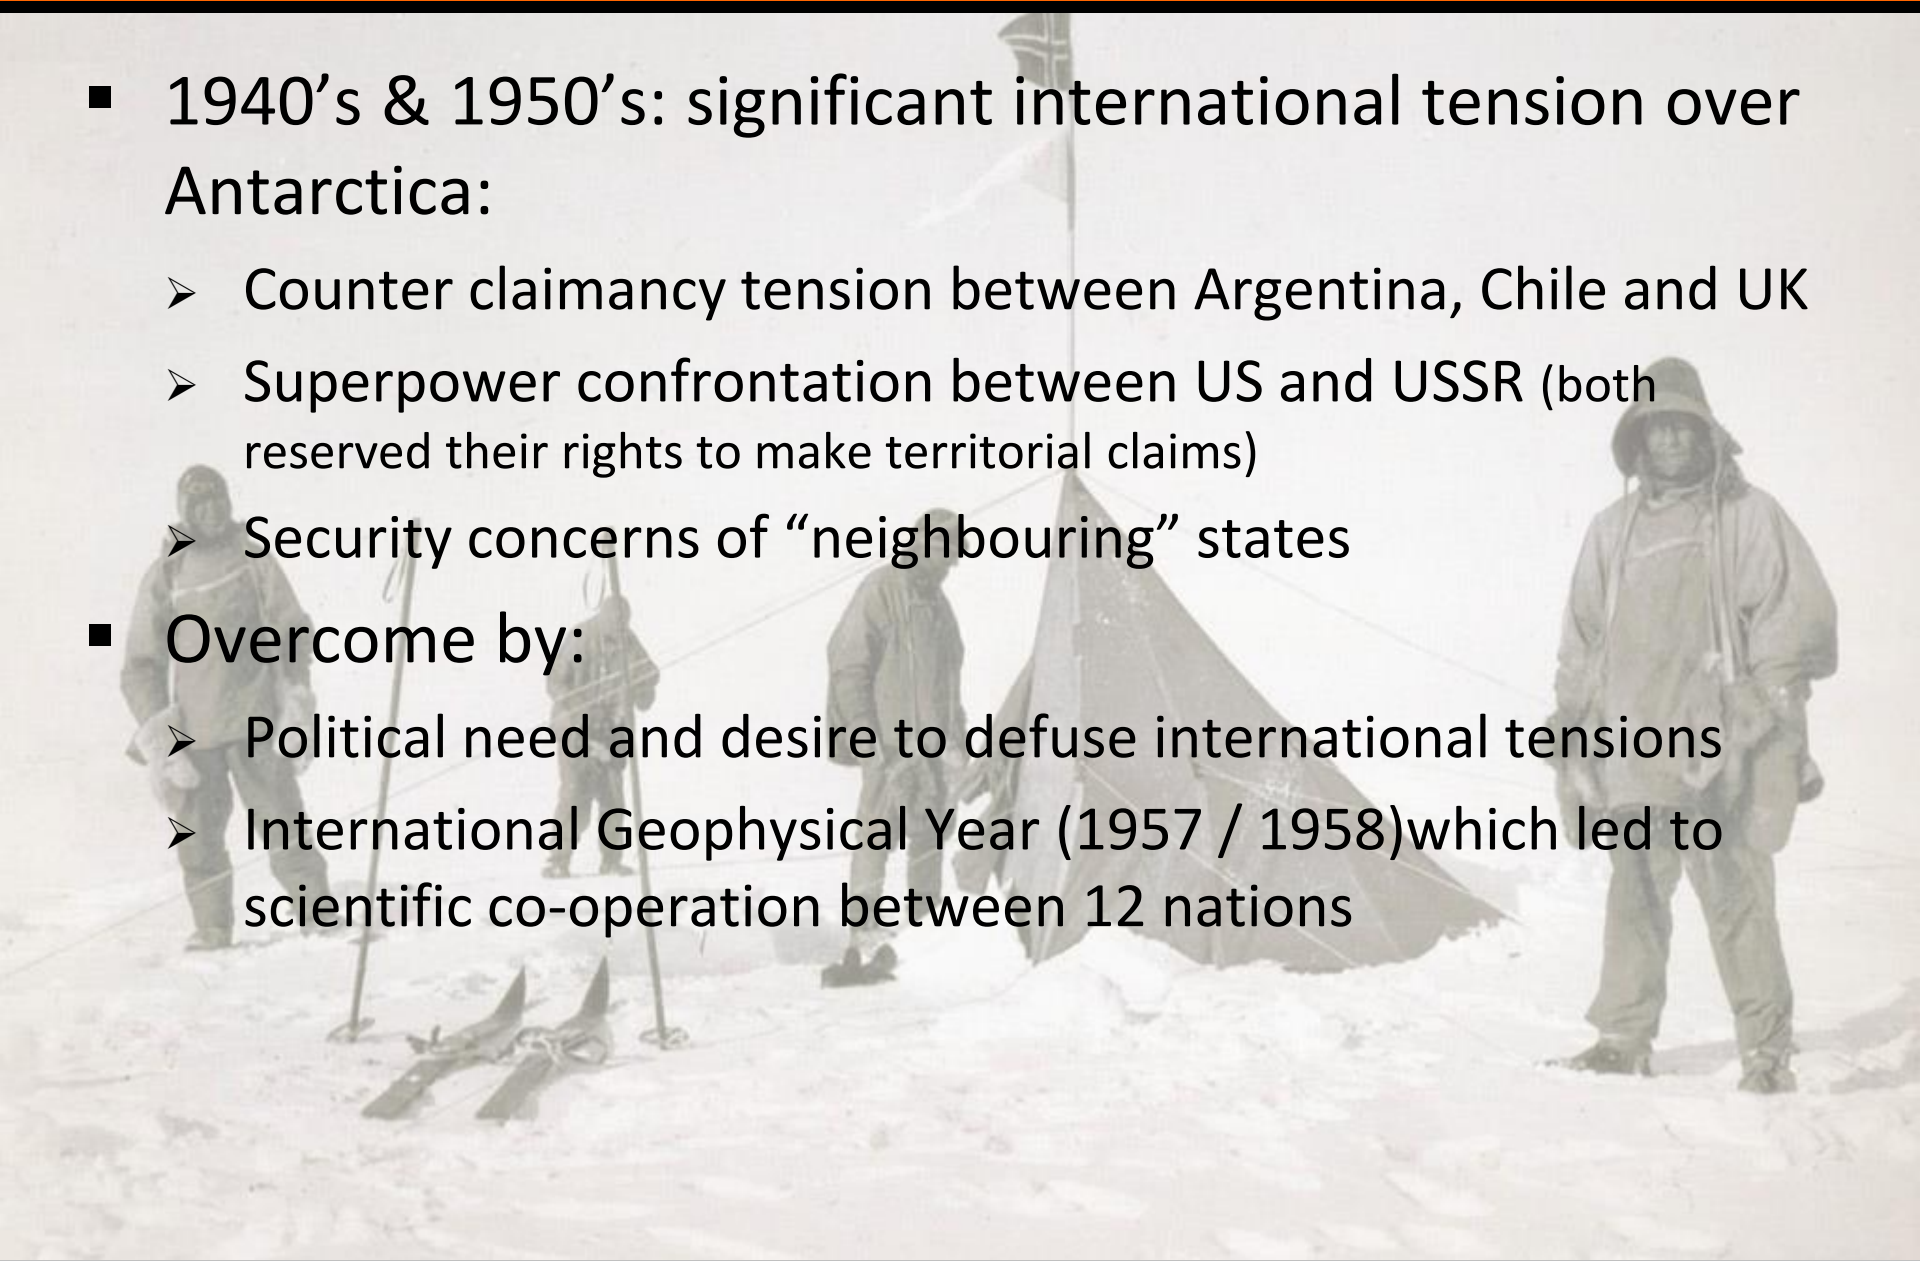 ▪ 1940’s & 1950’s: significant international tension over
Antarctica:
➢ Counter claimancy tension between Argentina, Chile and UK
➢ Superpower confrontation between US and USSR (both
reserved their rights to make territorial claims)
➢ Security concerns of “neighbouring” states
▪ Overcome by:
➢ Political need and desire to defuse international tensions
➢ International Geophysical Year (1957 / 1958)which led to
scientific co-operation between 12 nations